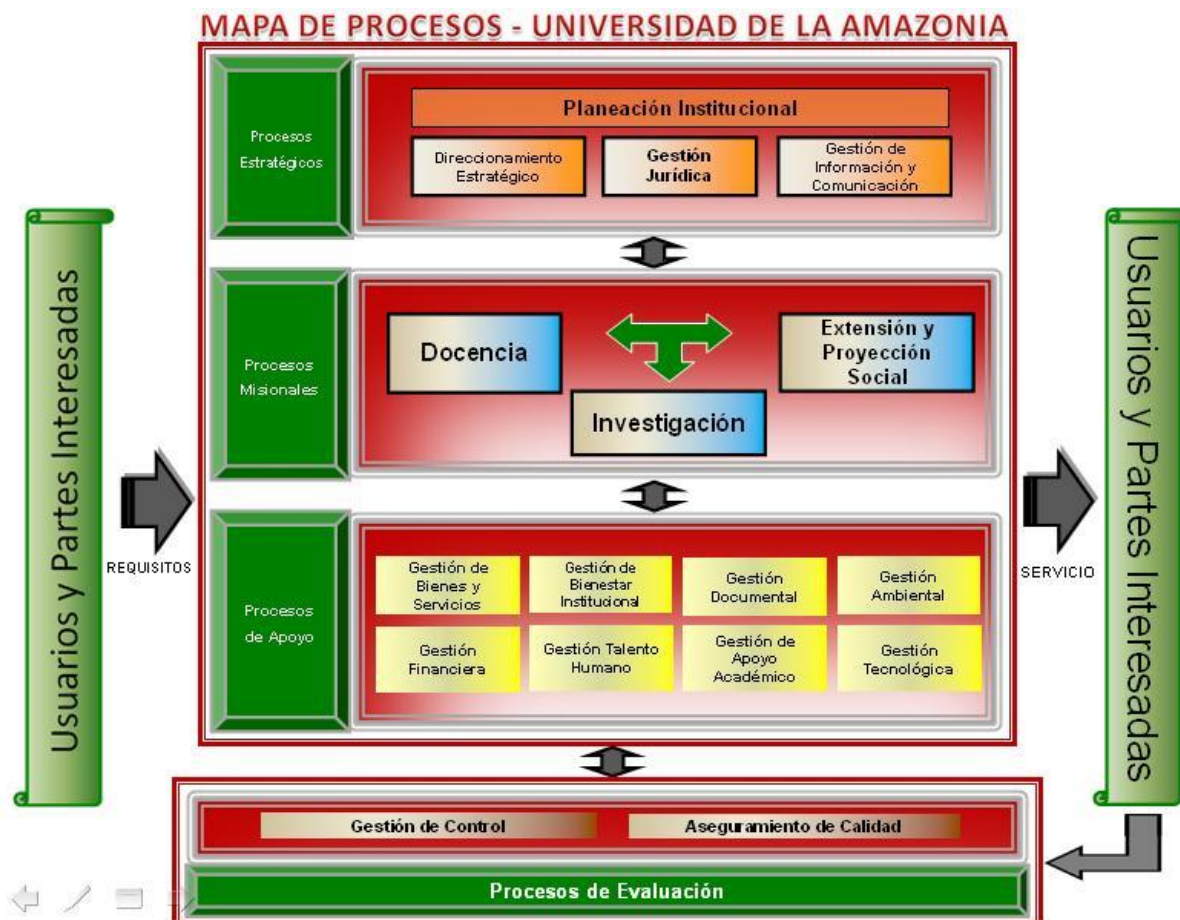 MAPA DE PROCESOS - UNIVERSIDAD DE LA AMAZONIA
Usuarios y Partes Interesadas
REQUISITOS
Procesos
Estratégicos
Planeación Institucional
Direccionamiento
Estratégico
Gestión
Jurídica
Gestión de
Información y
Comunicación
Procesos
Misionales
Docencia
Extensión y
Proyección
Social
Investigación
Procesos
de Apoyo
Gestión de
Bienes y
Servicios
Gestión de
Bienestar
Institucional
Gestión
Documental
Gestión
Ambiental
Gestión
Financiera
Gestión Talento
Humano
Gestión de
Apoyo
Académico
Gestión
Tecnológica
SERVICIO
Usuarios y Partes Interesadas
Gestión de Control
Aseguramiento de Calidad
Procesos de Evaluación